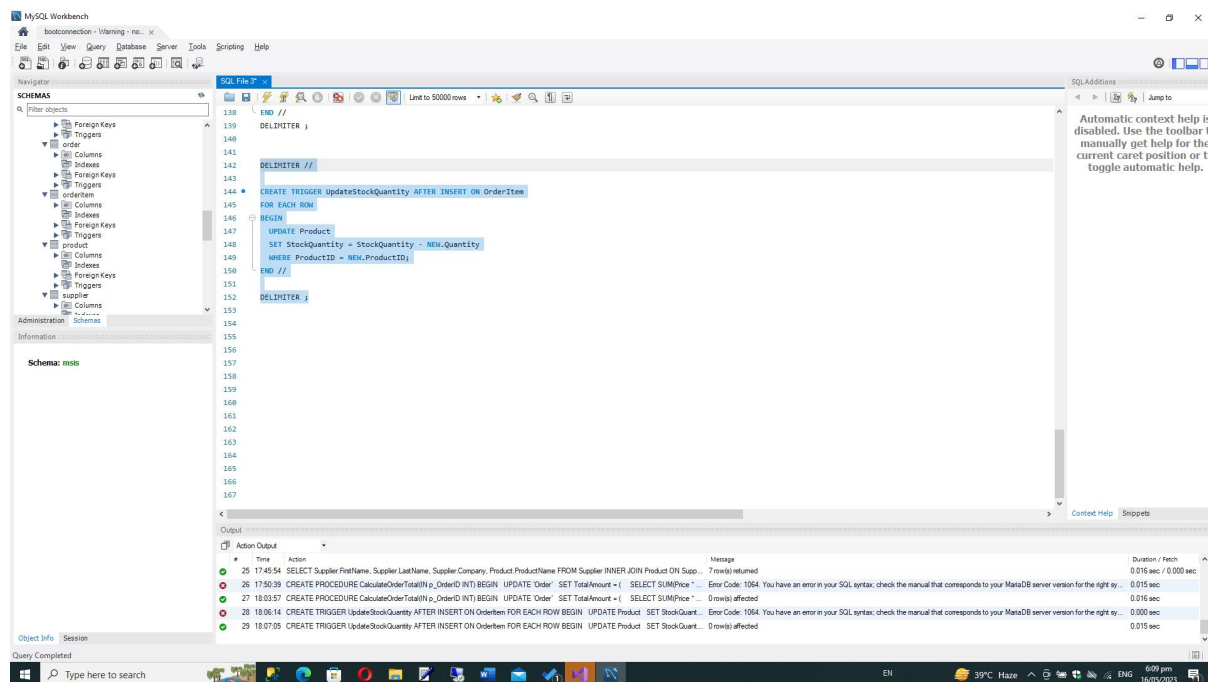 MySQL Workbench
bootconnection - Warning - no... ×
File Edit View Query Database Server Tools Scripting Help
Navigator
SCHEMAS
Filter objects
Foreign Keys
Triggers
order
Columns
Indexes
Foreign Keys
Triggers
orderitem
Columns
Indexes
Foreign Keys
Triggers
product
Columns
Indexes
Foreign Keys
Triggers
supplier
Columns
Administration Schemas
Information
Schema: msis
Object Info Session
Query Completed
SQL File 3* ×
Limit to 50000 rows
138 END //
139 DELIMITER ;
140
141
142 DELIMITER //
143
144 CREATE TRIGGER UpdateStockQuantity AFTER INSERT ON OrderItem
145 FOR EACH ROW
146 BEGIN
147 UPDATE Product
148 SET StockQuantity = StockQuantity - NEW.Quantity
149 WHERE ProductID = NEW.ProductID;
150 END //
151
152 DELIMITER ;
153
154
155
156
157
158
159
160
161
162
163
164
165
166
167
SQLAdditions
Jump to
Automatic context help is
disabled. Use the toolbar t
manually get help for the
current caret position or t
toggle automatic help.
Context Help Snippets
Output
Action Output
# Time Action Message Duration / Fetch
25 17:45:54 SELECT Supplier.FirstName, Supplier.LastName, Supplier.Company, Product.ProductName FROM Supplier INNER JOIN Product ON Supp... 7 row(s) returned 0.016 sec / 0.000 sec
26 17:50:39 CREATE PROCEDURE CalculateOrderTotal(IN p_OrderID INT) BEGIN UPDATE 'Order' SET TotalAmount = ( SELECT SUM(Price * ... Error Code: 1064. You have an error in your SQL syntax; check the manual that corresponds to your MariaDB server version for the right sy... 0.015 sec
27 18:03:57 CREATE PROCEDURE CalculateOrderTotal(IN p_OrderID INT) BEGIN UPDATE `Order` SET TotalAmount = ( SELECT SUM(Price * ... 0 row(s) affected 0.016 sec
28 18:06:14 CREATE TRIGGER UpdateStockQuantity AFTER INSERT ON OrderItem FOR EACH ROW BEGIN UPDATE Product SET StockQuant... Error Code: 1064. You have an error in your SQL syntax; check the manual that corresponds to your MariaDB server version for the right sy... 0.000 sec
29 18:07:05 CREATE TRIGGER UpdateStockQuantity AFTER INSERT ON OrderItem FOR EACH ROW BEGIN UPDATE Product SET StockQuant... 0 row(s) affected 0.015 sec
Type here to search
EN
39°C Haze
ENG
6:09 pm
16/05/2023